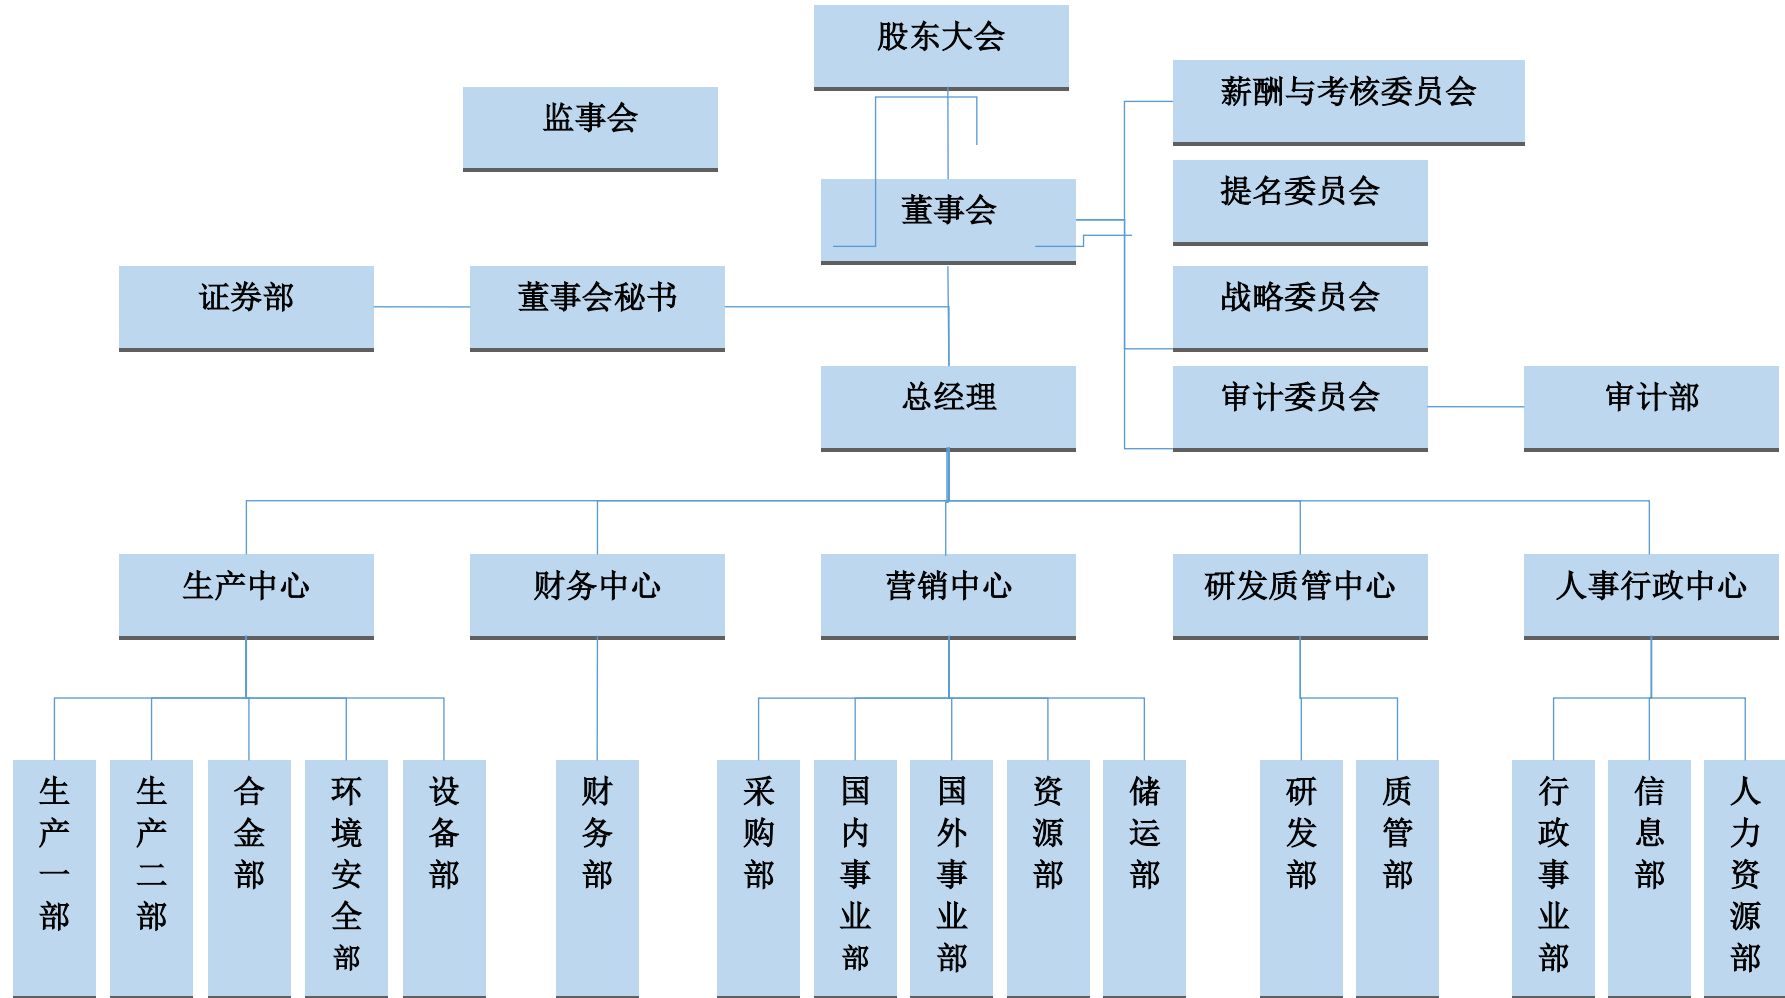 股东大会
薪酬与考核委员会
监事会
提名委员会
董事会
证券部
董事会秘书
战略委员会
总经理
审计委员会
审计部
生产中心
财务中心
营销中心
研发质管中心
人事行政中心
生产一部
生产二部
合金部
环境安全部
设备部
财务部
采购部
国内事业部
国外事业部
资源部
储运部
研发部
质管部
行政事业部
信息部
人力资源部